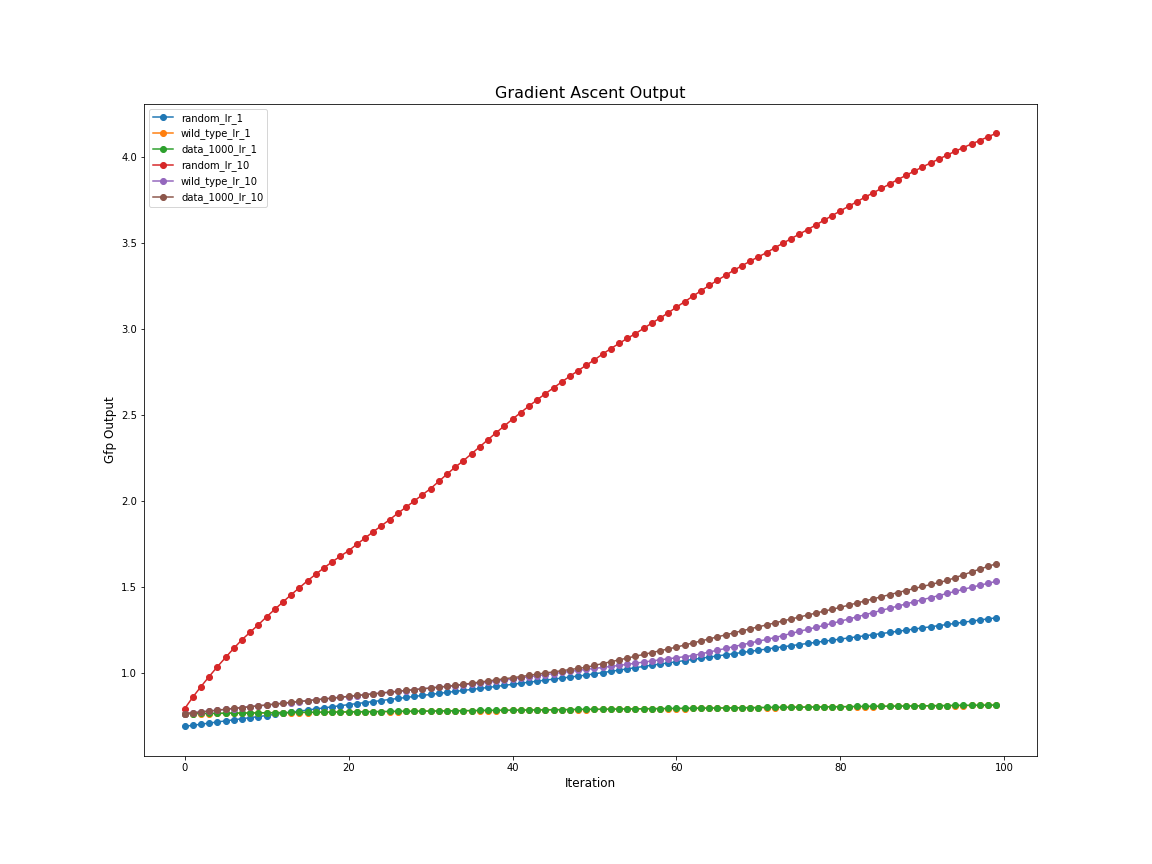 Gradient Ascent Output
random_lr_1
wild_type_lr_1
data_1000_lr_1
random_lr_10
wild_type_lr_10
data_1000_lr_10
4.0
3.5
3.0
2.5
2.0
1.5
1.0
Gfp Output
0 20 40 60 80 100
Iteration